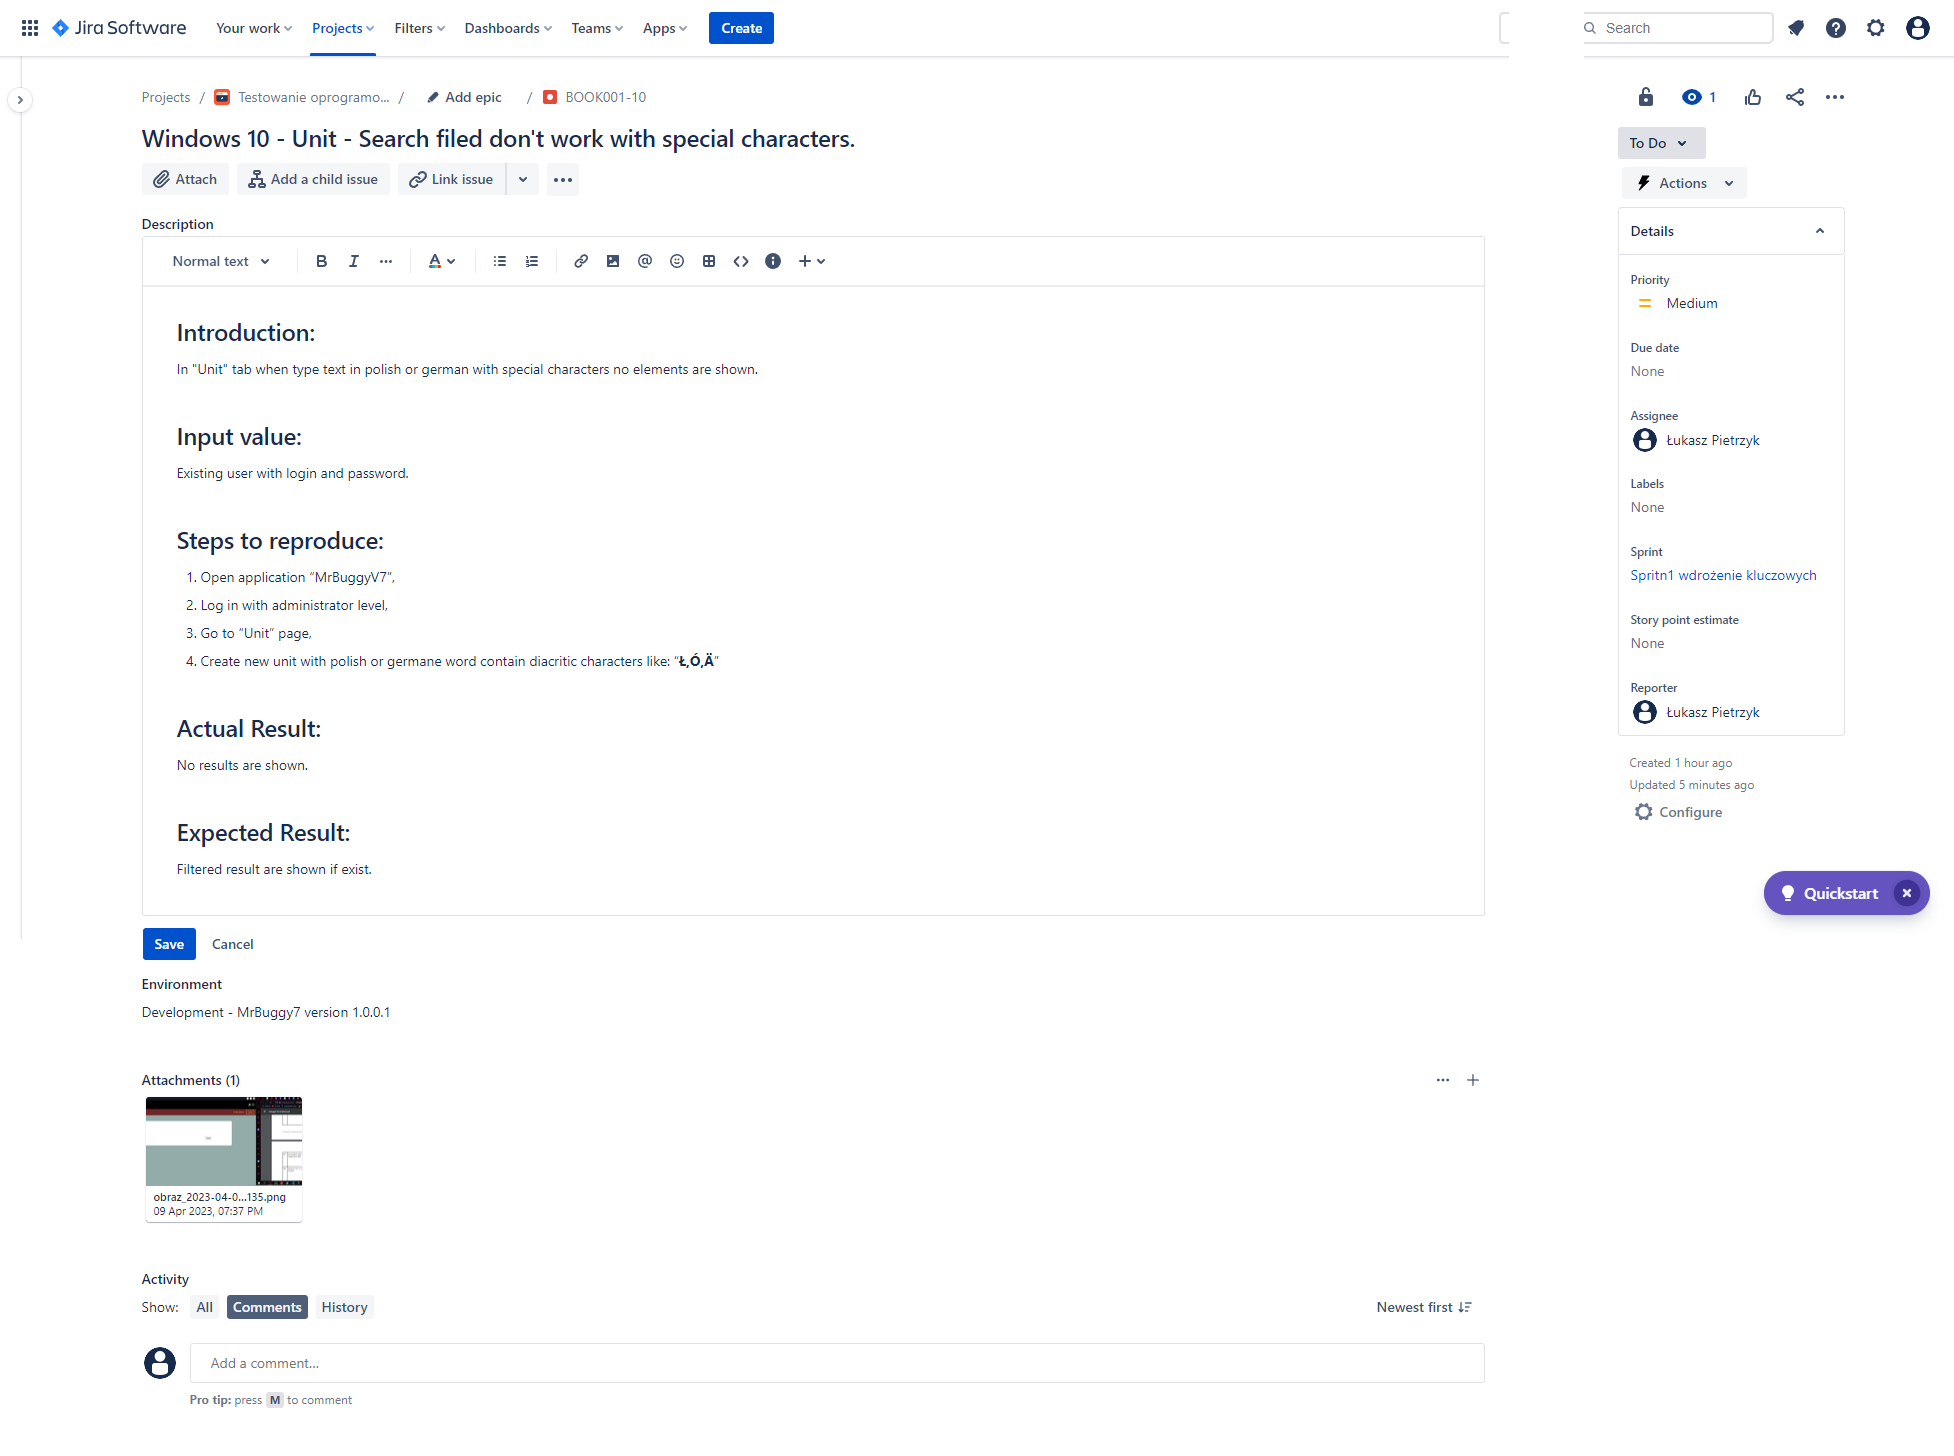 Jira Software Your work Projects Filters Dashboards Teams Apps Create Search
Projects / Testowanie oprogramo... / Add epic / BOOK001-10 1
Windows 10 - Unit - Search filed don't work with special characters.
To Do
Attach Add a child issue Link issue
Actions
Description
Details
Normal text
Priority
Medium
Introduction:
In "Unit" tab when type text in polish or german with special characters no elements are shown.
Due date
None
Assignee
Łukasz Pietrzyk
Input value:
Existing user with login and password.
Labels
None
Steps to reproduce:
Sprint
Spritn1 wdrożenie kluczowych
1. Open application “MrBuggyV7”,
2. Log in with administrator level,
Story point estimate
3. Go to “Unit” page,
None
4. Create new unit with polish or germane word contain diacritic characters like: “Ł,Ó,Ä”
Reporter
Łukasz Pietrzyk
Actual Result:
No results are shown.
Created 1 hour ago
Updated 5 minutes ago
Configure
Expected Result:
Filtered result are shown if exist.
Quickstart
Save Cancel
Environment
Development - MrBuggy7 version 1.0.0.1
Attachments (1)
obraz_2023-04-0...135.png
09 Apr 2023, 07:37 PM
Activity
Show: All Comments History Newest first
Add a comment...
Pro tip: press M to comment